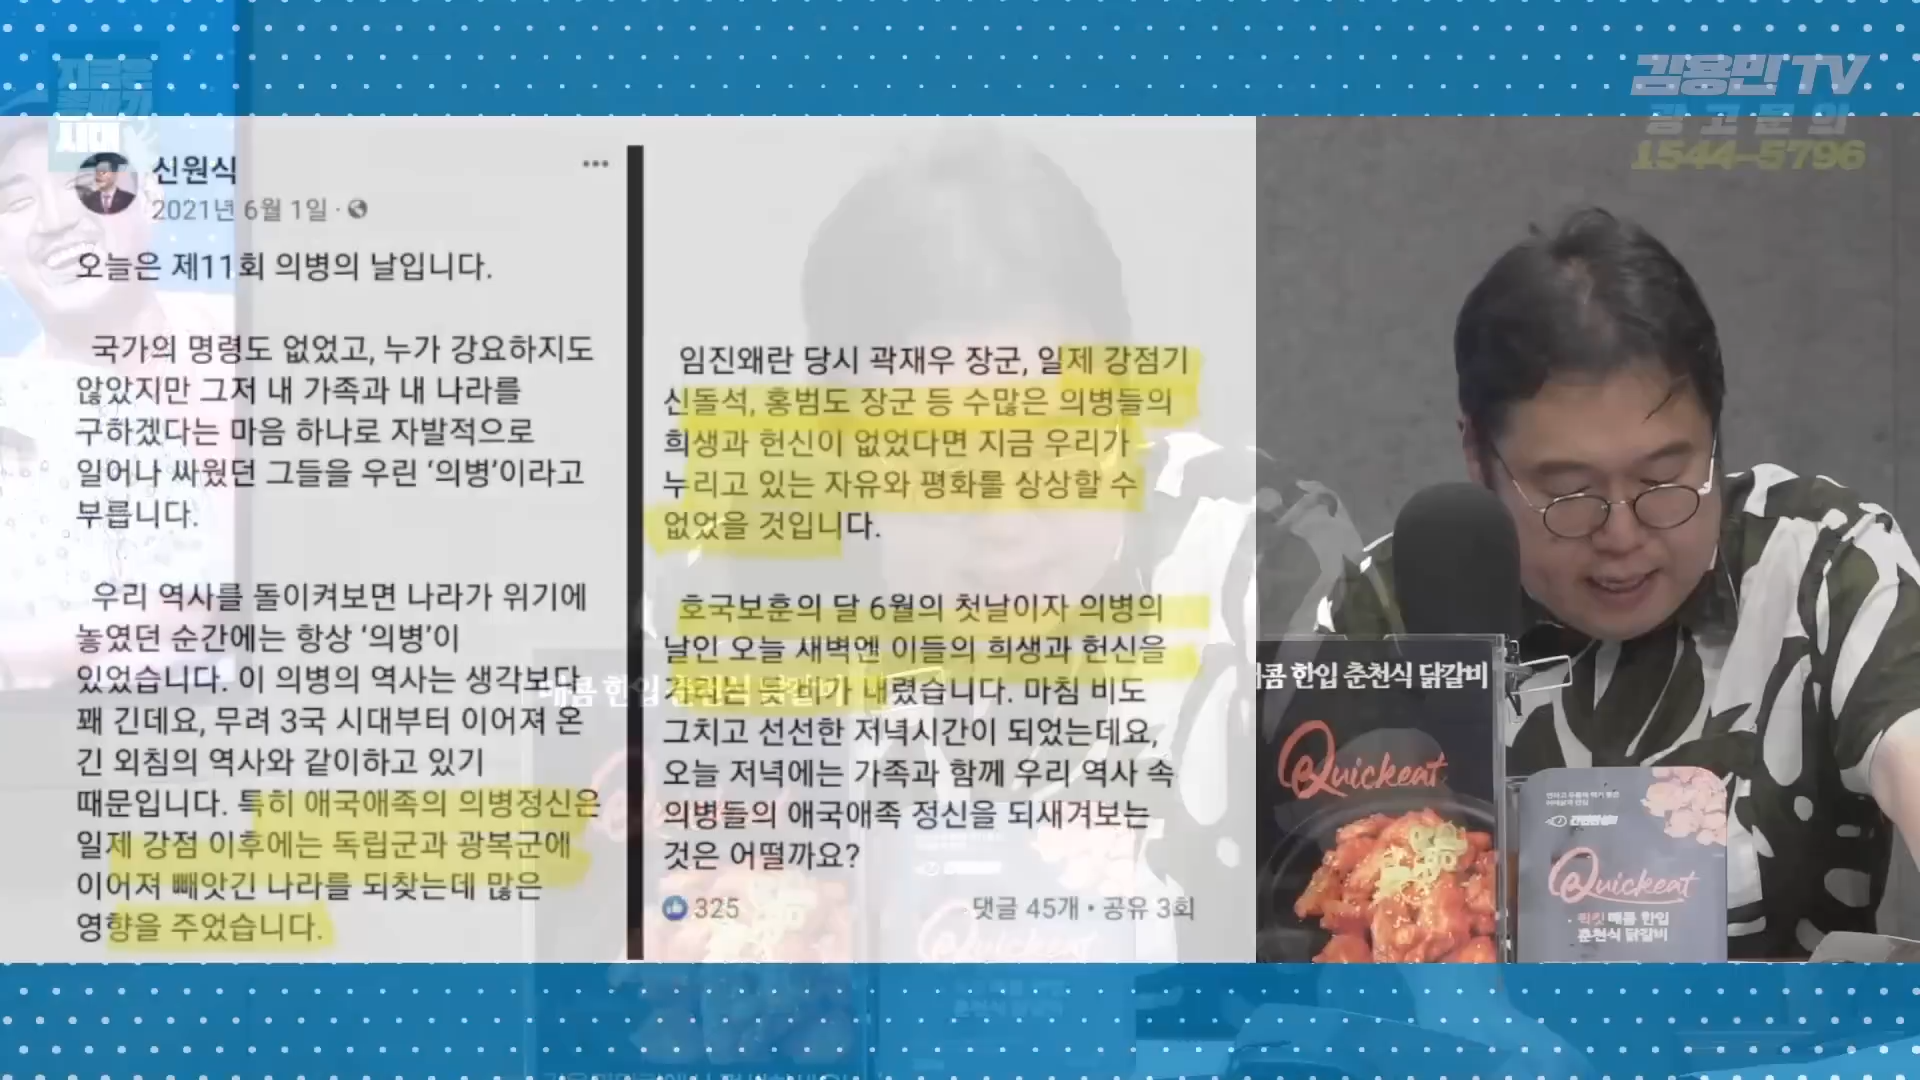 지금은
시대
김용민TV
광고문의
1544-5796
신원식
2021년 6월 1일
오늘은 제11회 의병의 날입니다.
국가의 명령도 없었고, 누가 강요하지도
않았지만 그저 내 가족과 내 나라를
구하겠다는 마음 하나로 자발적으로
일어나 싸웠던 그들을 우린 ‘의병’이라고
부릅니다.
우리 역사를 돌이켜보면 나라가 위기에
놓였던 순간에는 항상 ‘의병’이
있었습니다. 이 의병의 역사는 생각보다
꽤 긴데요, 무려 3국 시대부터 이어져 온
긴 외침의 역사와 같이하고 있기
때문입니다. 특히 애국애족의 의병정신은
일제 강점 이후에는 독립군과 광복군에
이어져 빼앗긴 나라를 되찾는데 많은
영향을 주었습니다.
임진왜란 당시 곽재우 장군, 일제 강점기
신돌석, 홍범도 장군 등 수많은 의병들의
희생과 헌신이 없었다면 지금 우리가
누리고 있는 자유와 평화를 상상할 수
없었을 것입니다.
호국보훈의 달 6월의 첫날이자 의병의
날인 오늘 새벽엔 이들의 희생과 헌신을
기리는 듯 비가 내렸습니다. 마침 비도
그치고 선선한 저녁시간이 되었는데요,
오늘 저녁에는 가족과 함께 우리 역사 속
의병들의 애국애족 정신을 되새겨보는
것은 어떨까요?
325
댓글 45개 • 공유 3회
매콤 한입 춘천식 닭갈비
Quickeat
콤 한입 춘천식 닭갈비
Quickeat
Quickeat
매콤 한입
춘천식 닭갈비
Quickeat